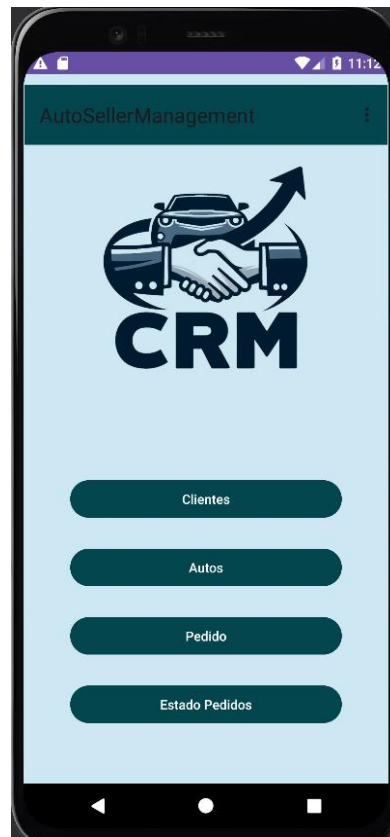 11:12
AutoSellerManagement
CRM
Clientes
Autos
Pedido
Estado Pedidos